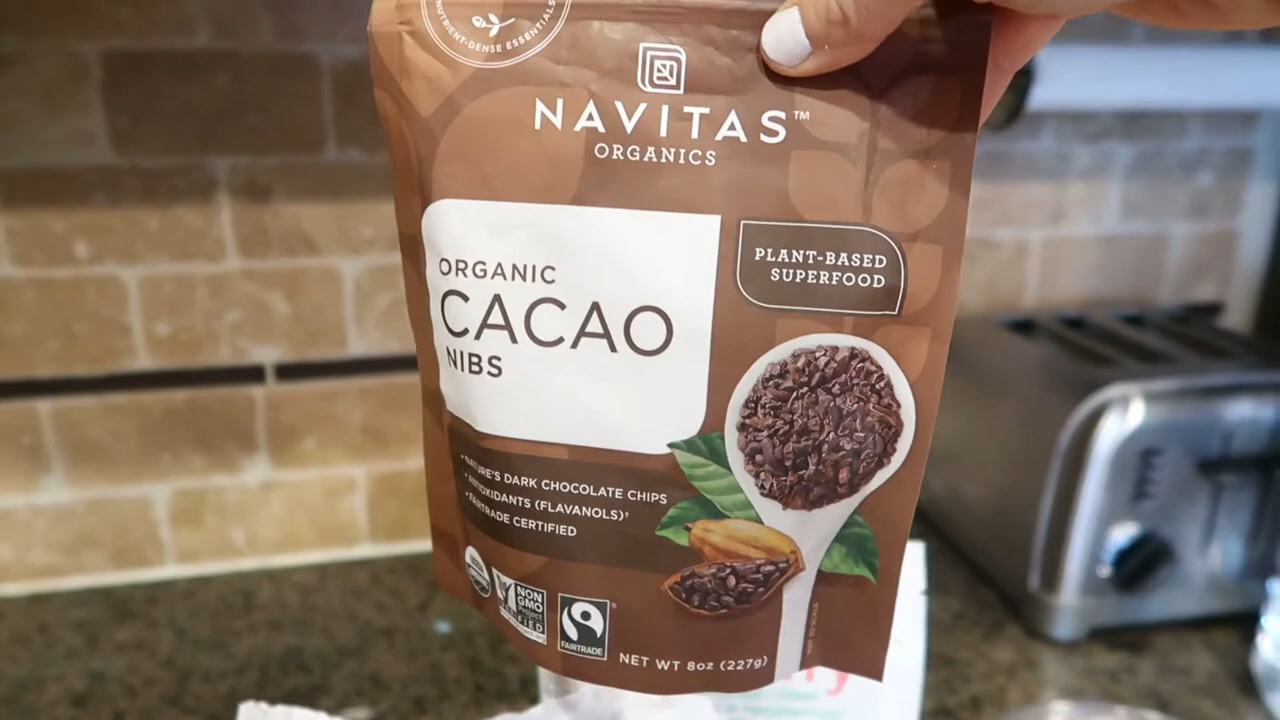 NUTRIENT-DENSE ESSENTIALS
NAVITAS™
ORGANICS
ORGANIC
CACAO
NIBS
PLANT-BASED
SUPERFOOD
• NATURE'S DARK CHOCOLATE CHIPS
• ANTIOXIDANTS (FLAVANOLS)†
• FAIRTRADE CERTIFIED
NON
GMO
Project
VERIFIED
FAIRTRADE
NET WT 8oz (227g)